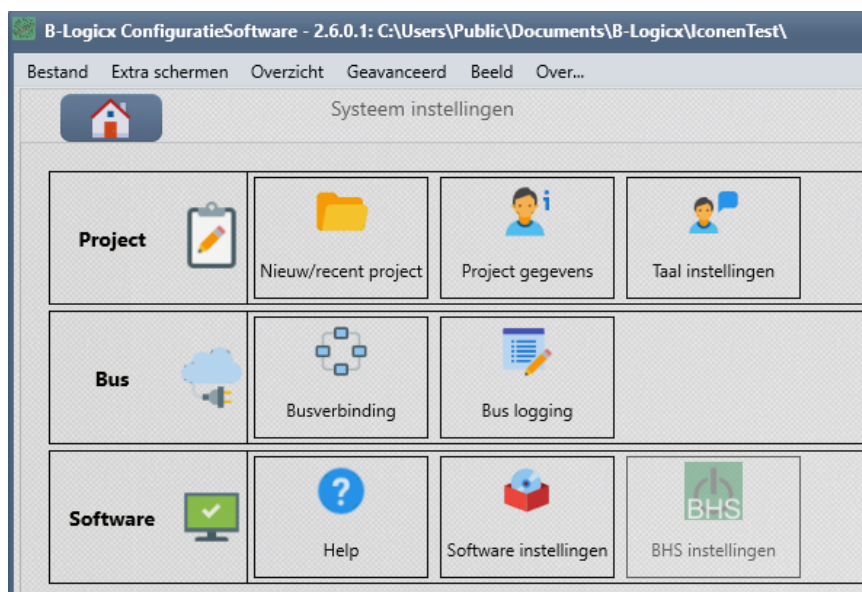 B-Logicx ConfiguratieSoftware - 2.6.0.1: C:\Users\Public\Documents\B-Logicx\IconenTest\
Bestand Extra schermen Overzicht Geavanceerd Beeld Over...
Systeem instellingen
Project
Nieuw/recent project
Project gegevens
Taal instellingen
Bus
Busverbinding
Bus logging
Software
Help
Software instellingen
BHS
BHS instellingen